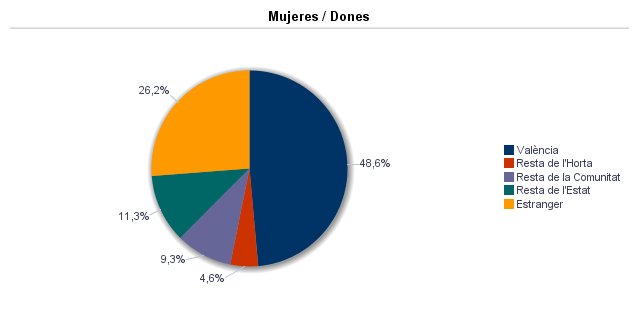 Mujeres / Dones
26,2%
48,6%
11,3%
9,3%
4,6%
València
Resta de l'Horta
Resta de la Comunitat
Resta de l'Estat
Estranger